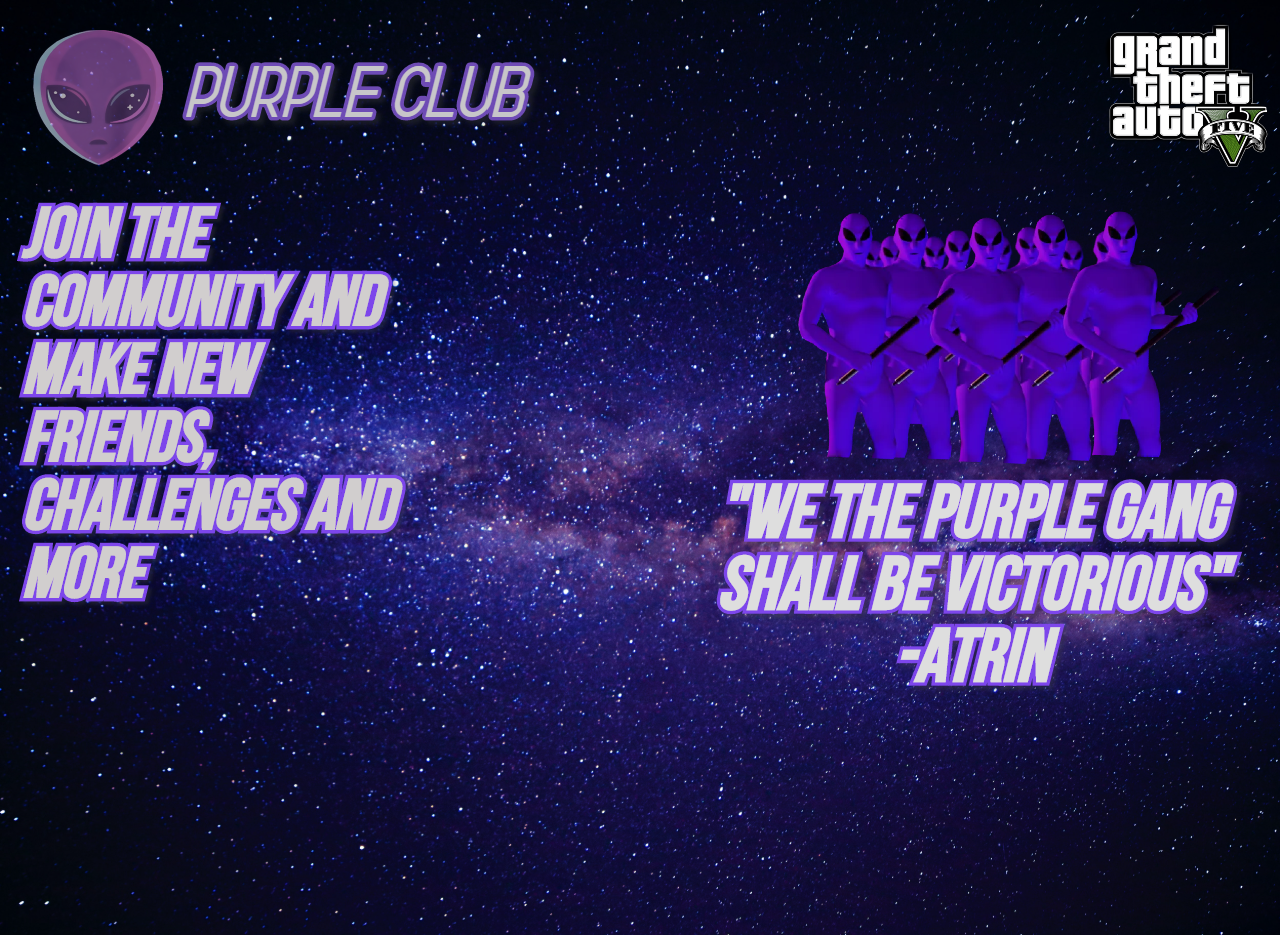 PURPLE CLUB
grand
theft
auto
FIVE
JOIN THE
COMMUNITY AND
MAKE NEW
FRIENDS,
CHALLENGES AND
MORE
"WE THE PURPLE GANG
SHALL BE VICTORIOUS"
-ATRIN